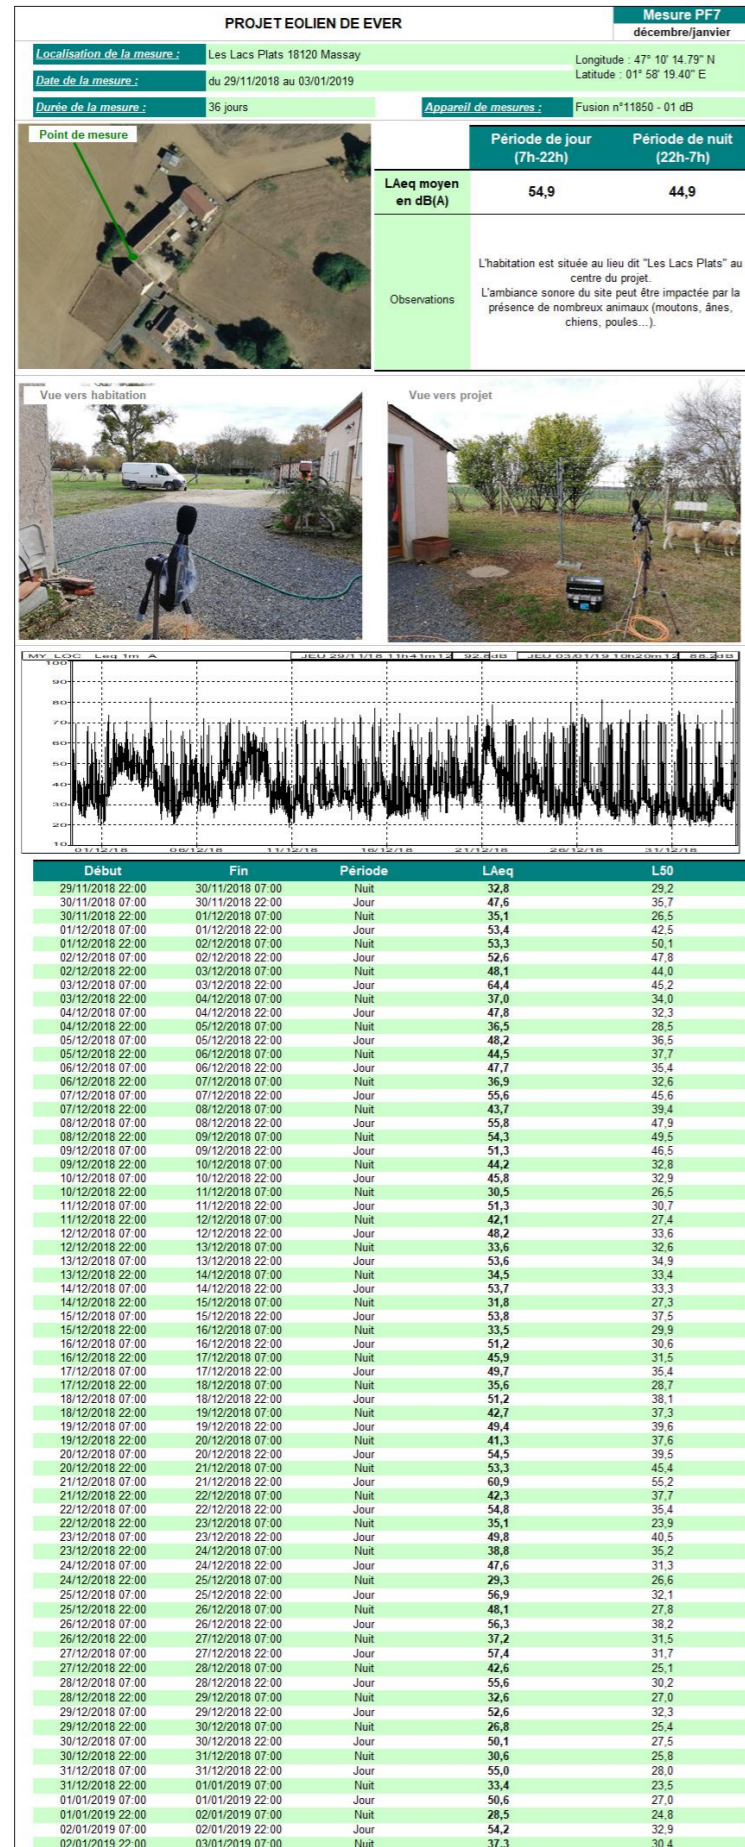 PROJET EOLIEN DE EVER
Mesure PF7
décembre/janvier
Localisation de la mesure :
Les Lacs Plats 18120 Massay
Longitude : 47° 10' 14.79" N
Latitude : 01° 58' 19.40" E
Date de la mesure :
du 29/11/2018 au 03/01/2019
Durée de la mesure :
36 jours
Appareil de mesures :
Fusion n°11850 - 01 dB
Point de mesure
Période de jour
(7h-22h)
Période de nuit
(22h-7h)
LAeq moyen
en dB(A)
54,9
44,9
Observations
L'habitation est située au lieu dit "Les Lacs Plats" au
centre du projet.
L'ambiance sonore du site peut être impactée par la
présence de nombreux animaux (moutons, ânes,
chiens, poules...).
Vue vers habitation
Vue vers projet
MY_LOC Leq 1m A JEU 29/11/18 11h41m12 92.8dB JEU 03/01/19 10h20m12 88.2dB
100
90
80
70
60
50
40
30
20
10
01/12/18 06/12/18 11/12/18 16/12/18 21/12/18 26/12/18 31/12/18
Début Fin Période LAeq L50
29/11/2018 22:00 30/11/2018 07:00 Nuit 32,8 29,2
30/11/2018 07:00 30/11/2018 22:00 Jour 47,6 35,7
30/11/2018 22:00 01/12/2018 07:00 Nuit 35,1 26,5
01/12/2018 07:00 01/12/2018 22:00 Jour 53,4 42,5
01/12/2018 22:00 02/12/2018 07:00 Nuit 53,3 50,1
02/12/2018 07:00 02/12/2018 22:00 Jour 52,6 47,8
02/12/2018 22:00 03/12/2018 07:00 Nuit 48,1 44,0
03/12/2018 07:00 03/12/2018 22:00 Jour 64,4 45,2
03/12/2018 22:00 04/12/2018 07:00 Nuit 37,0 34,0
04/12/2018 07:00 04/12/2018 22:00 Jour 47,8 32,3
04/12/2018 22:00 05/12/2018 07:00 Nuit 36,5 28,5
05/12/2018 07:00 05/12/2018 22:00 Jour 48,2 36,5
05/12/2018 22:00 06/12/2018 07:00 Nuit 44,5 37,7
06/12/2018 07:00 06/12/2018 22:00 Jour 47,7 35,4
06/12/2018 22:00 07/12/2018 07:00 Nuit 36,9 32,6
07/12/2018 07:00 07/12/2018 22:00 Jour 55,6 45,6
07/12/2018 22:00 08/12/2018 07:00 Nuit 43,7 39,4
08/12/2018 07:00 08/12/2018 22:00 Jour 55,8 47,9
08/12/2018 22:00 09/12/2018 07:00 Nuit 54,3 49,5
09/12/2018 07:00 09/12/2018 22:00 Jour 51,3 46,5
09/12/2018 22:00 10/12/2018 07:00 Nuit 44,2 32,8
10/12/2018 07:00 10/12/2018 22:00 Jour 45,8 32,9
10/12/2018 22:00 11/12/2018 07:00 Nuit 30,5 26,5
11/12/2018 07:00 11/12/2018 22:00 Jour 51,3 30,7
11/12/2018 22:00 12/12/2018 07:00 Nuit 42,1 27,4
12/12/2018 07:00 12/12/2018 22:00 Jour 48,2 33,6
12/12/2018 22:00 13/12/2018 07:00 Nuit 33,6 32,6
13/12/2018 07:00 13/12/2018 22:00 Jour 53,6 34,9
13/12/2018 22:00 14/12/2018 07:00 Nuit 34,5 33,4
14/12/2018 07:00 14/12/2018 22:00 Jour 53,7 33,3
14/12/2018 22:00 15/12/2018 07:00 Nuit 31,8 27,3
15/12/2018 07:00 15/12/2018 22:00 Jour 53,8 37,5
15/12/2018 22:00 16/12/2018 07:00 Nuit 33,5 29,9
16/12/2018 07:00 16/12/2018 22:00 Jour 51,2 30,6
16/12/2018 22:00 17/12/2018 07:00 Nuit 45,9 31,5
17/12/2018 07:00 17/12/2018 22:00 Jour 49,7 35,4
17/12/2018 22:00 18/12/2018 07:00 Nuit 35,6 28,7
18/12/2018 07:00 18/12/2018 22:00 Jour 51,2 38,1
18/12/2018 22:00 19/12/2018 07:00 Nuit 42,7 37,3
19/12/2018 07:00 19/12/2018 22:00 Jour 49,4 39,6
19/12/2018 22:00 20/12/2018 07:00 Nuit 41,3 37,6
20/12/2018 07:00 20/12/2018 22:00 Jour 54,5 39,5
20/12/2018 22:00 21/12/2018 07:00 Nuit 53,3 45,4
21/12/2018 07:00 21/12/2018 22:00 Jour 60,9 55,2
21/12/2018 22:00 22/12/2018 07:00 Nuit 42,3 37,7
22/12/2018 07:00 22/12/2018 22:00 Jour 54,8 35,4
22/12/2018 22:00 23/12/2018 07:00 Nuit 35,1 23,9
23/12/2018 07:00 23/12/2018 22:00 Jour 49,8 40,5
23/12/2018 22:00 24/12/2018 07:00 Nuit 38,8 35,2
24/12/2018 07:00 24/12/2018 22:00 Jour 47,6 31,3
24/12/2018 22:00 25/12/2018 07:00 Nuit 29,3 26,6
25/12/2018 07:00 25/12/2018 22:00 Jour 56,9 32,1
25/12/2018 22:00 26/12/2018 07:00 Nuit 48,1 27,8
26/12/2018 07:00 26/12/2018 22:00 Jour 56,3 38,2
26/12/2018 22:00 27/12/2018 07:00 Nuit 37,2 31,5
27/12/2018 07:00 27/12/2018 22:00 Jour 57,4 31,7
27/12/2018 22:00 28/12/2018 07:00 Nuit 42,6 25,1
28/12/2018 07:00 28/12/2018 22:00 Jour 55,6 30,2
28/12/2018 22:00 29/12/2018 07:00 Nuit 32,6 27,0
29/12/2018 07:00 29/12/2018 22:00 Jour 52,6 32,3
29/12/2018 22:00 30/12/2018 07:00 Nuit 26,8 25,4
30/12/2018 07:00 30/12/2018 22:00 Jour 50,1 27,5
30/12/2018 22:00 31/12/2018 07:00 Nuit 30,6 25,8
31/12/2018 07:00 31/12/2018 22:00 Jour 55,0 28,0
31/12/2018 22:00 01/01/2019 07:00 Nuit 33,4 23,5
01/01/2019 07:00 01/01/2019 22:00 Jour 50,6 27,0
01/01/2019 22:00 02/01/2019 07:00 Nuit 28,5 24,8
02/01/2019 07:00 02/01/2019 22:00 Jour 54,2 32,9
02/01/2019 22:00 03/01/2019 07:00 Nuit 37,3 30,4